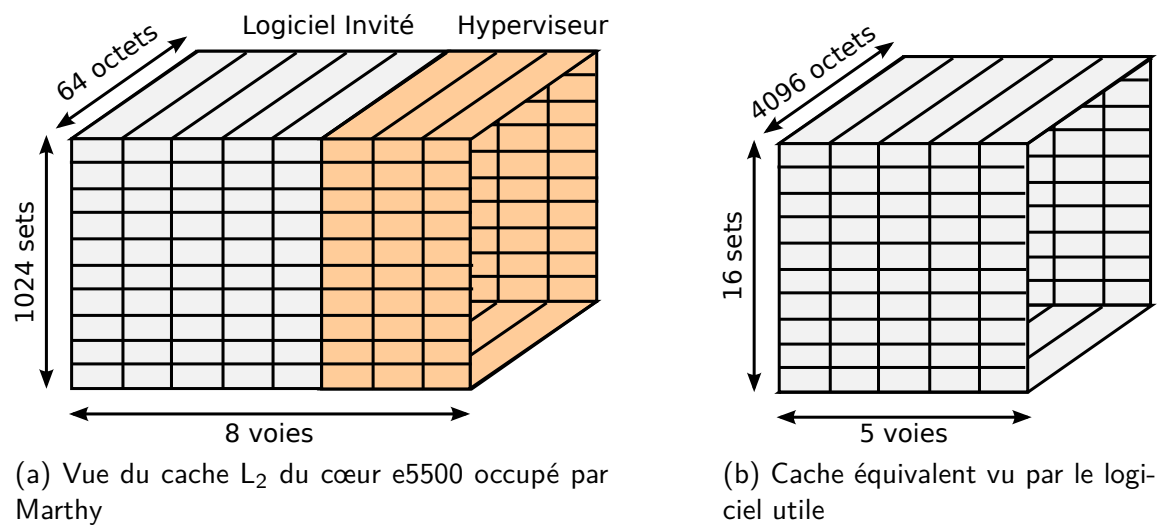 Logiciel Invité
Hyperviseur
64 octets
1024 sets
8 voies
(a) Vue du cache L₂ du cœur e5500 occupé par
Marthy
4096 octets
16 sets
5 voies
(b) Cache équivalent vu par le logi-
ciel utile